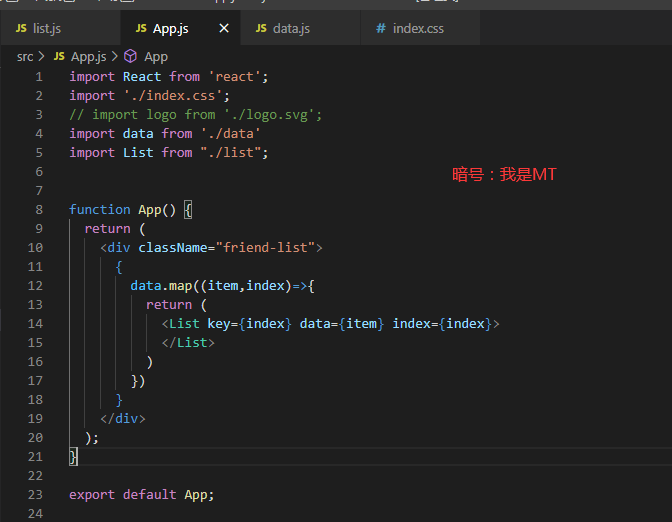 list.js App.js data.js index.css
src > App.js > App
1 import React from 'react';
2 import './index.css';
3 // import logo from './logo.svg';
4 import data from './data'
5 import List from "./list";
6 暗号：我是MT
7
8 function App() {
9 return (
10 <div className="friend-list">
11 {
12 data.map((item,index)=>{
13 return (
14 <List key={index} data={item} index={index}>
15 </List>
16 )
17 })
18 }
19 </div>
20 );
21 }
22
23 export default App;
24